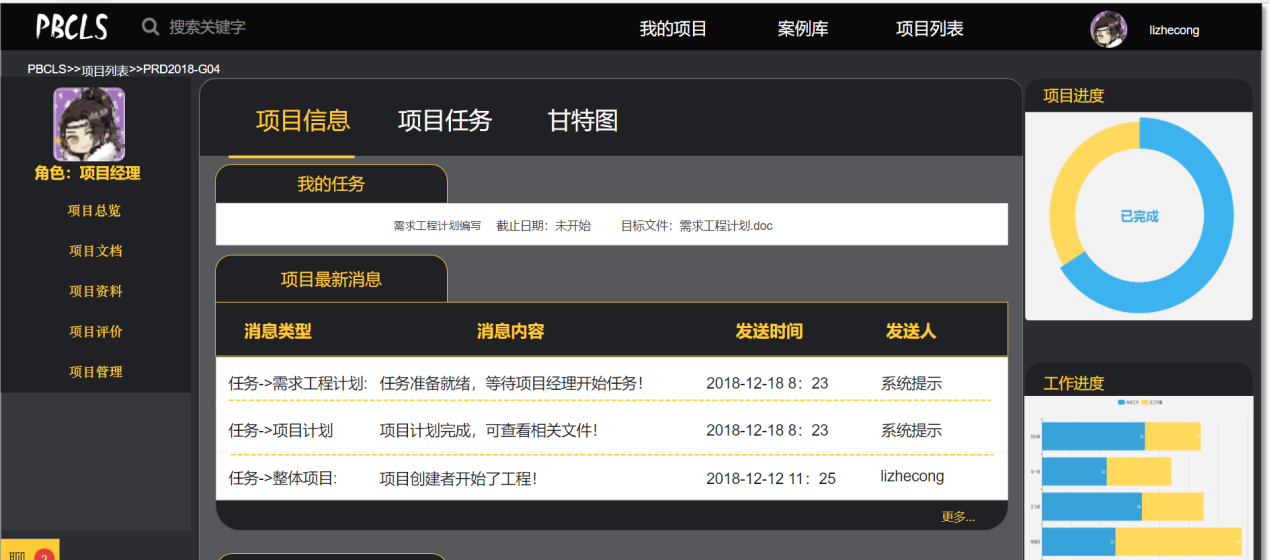 PBCLS
搜索关键字
我的项目
案例库
项目列表
lizhecong
PBCLS>>项目列表>>PRD2018-G04
角色：项目经理
项目总览
项目文档
项目资料
项目评价
项目管理
项目信息
项目任务
甘特图
我的任务
需求工程计划编写 截止日期：未开始 目标文件：需求工程计划.doc
项目最新消息
消息类型 消息内容 发送时间 发送人
任务->需求工程计划: 任务准备就绪，等待项目经理开始任务! 2018-12-18 8：23 系统提示
任务->项目计划 项目计划完成，可查看相关文件! 2018-12-18 8：23 系统提示
任务->整体项目: 项目创建者开始了工程! 2018-12-12 11：25 lizhecong
更多...
项目进度
已完成
工作进度